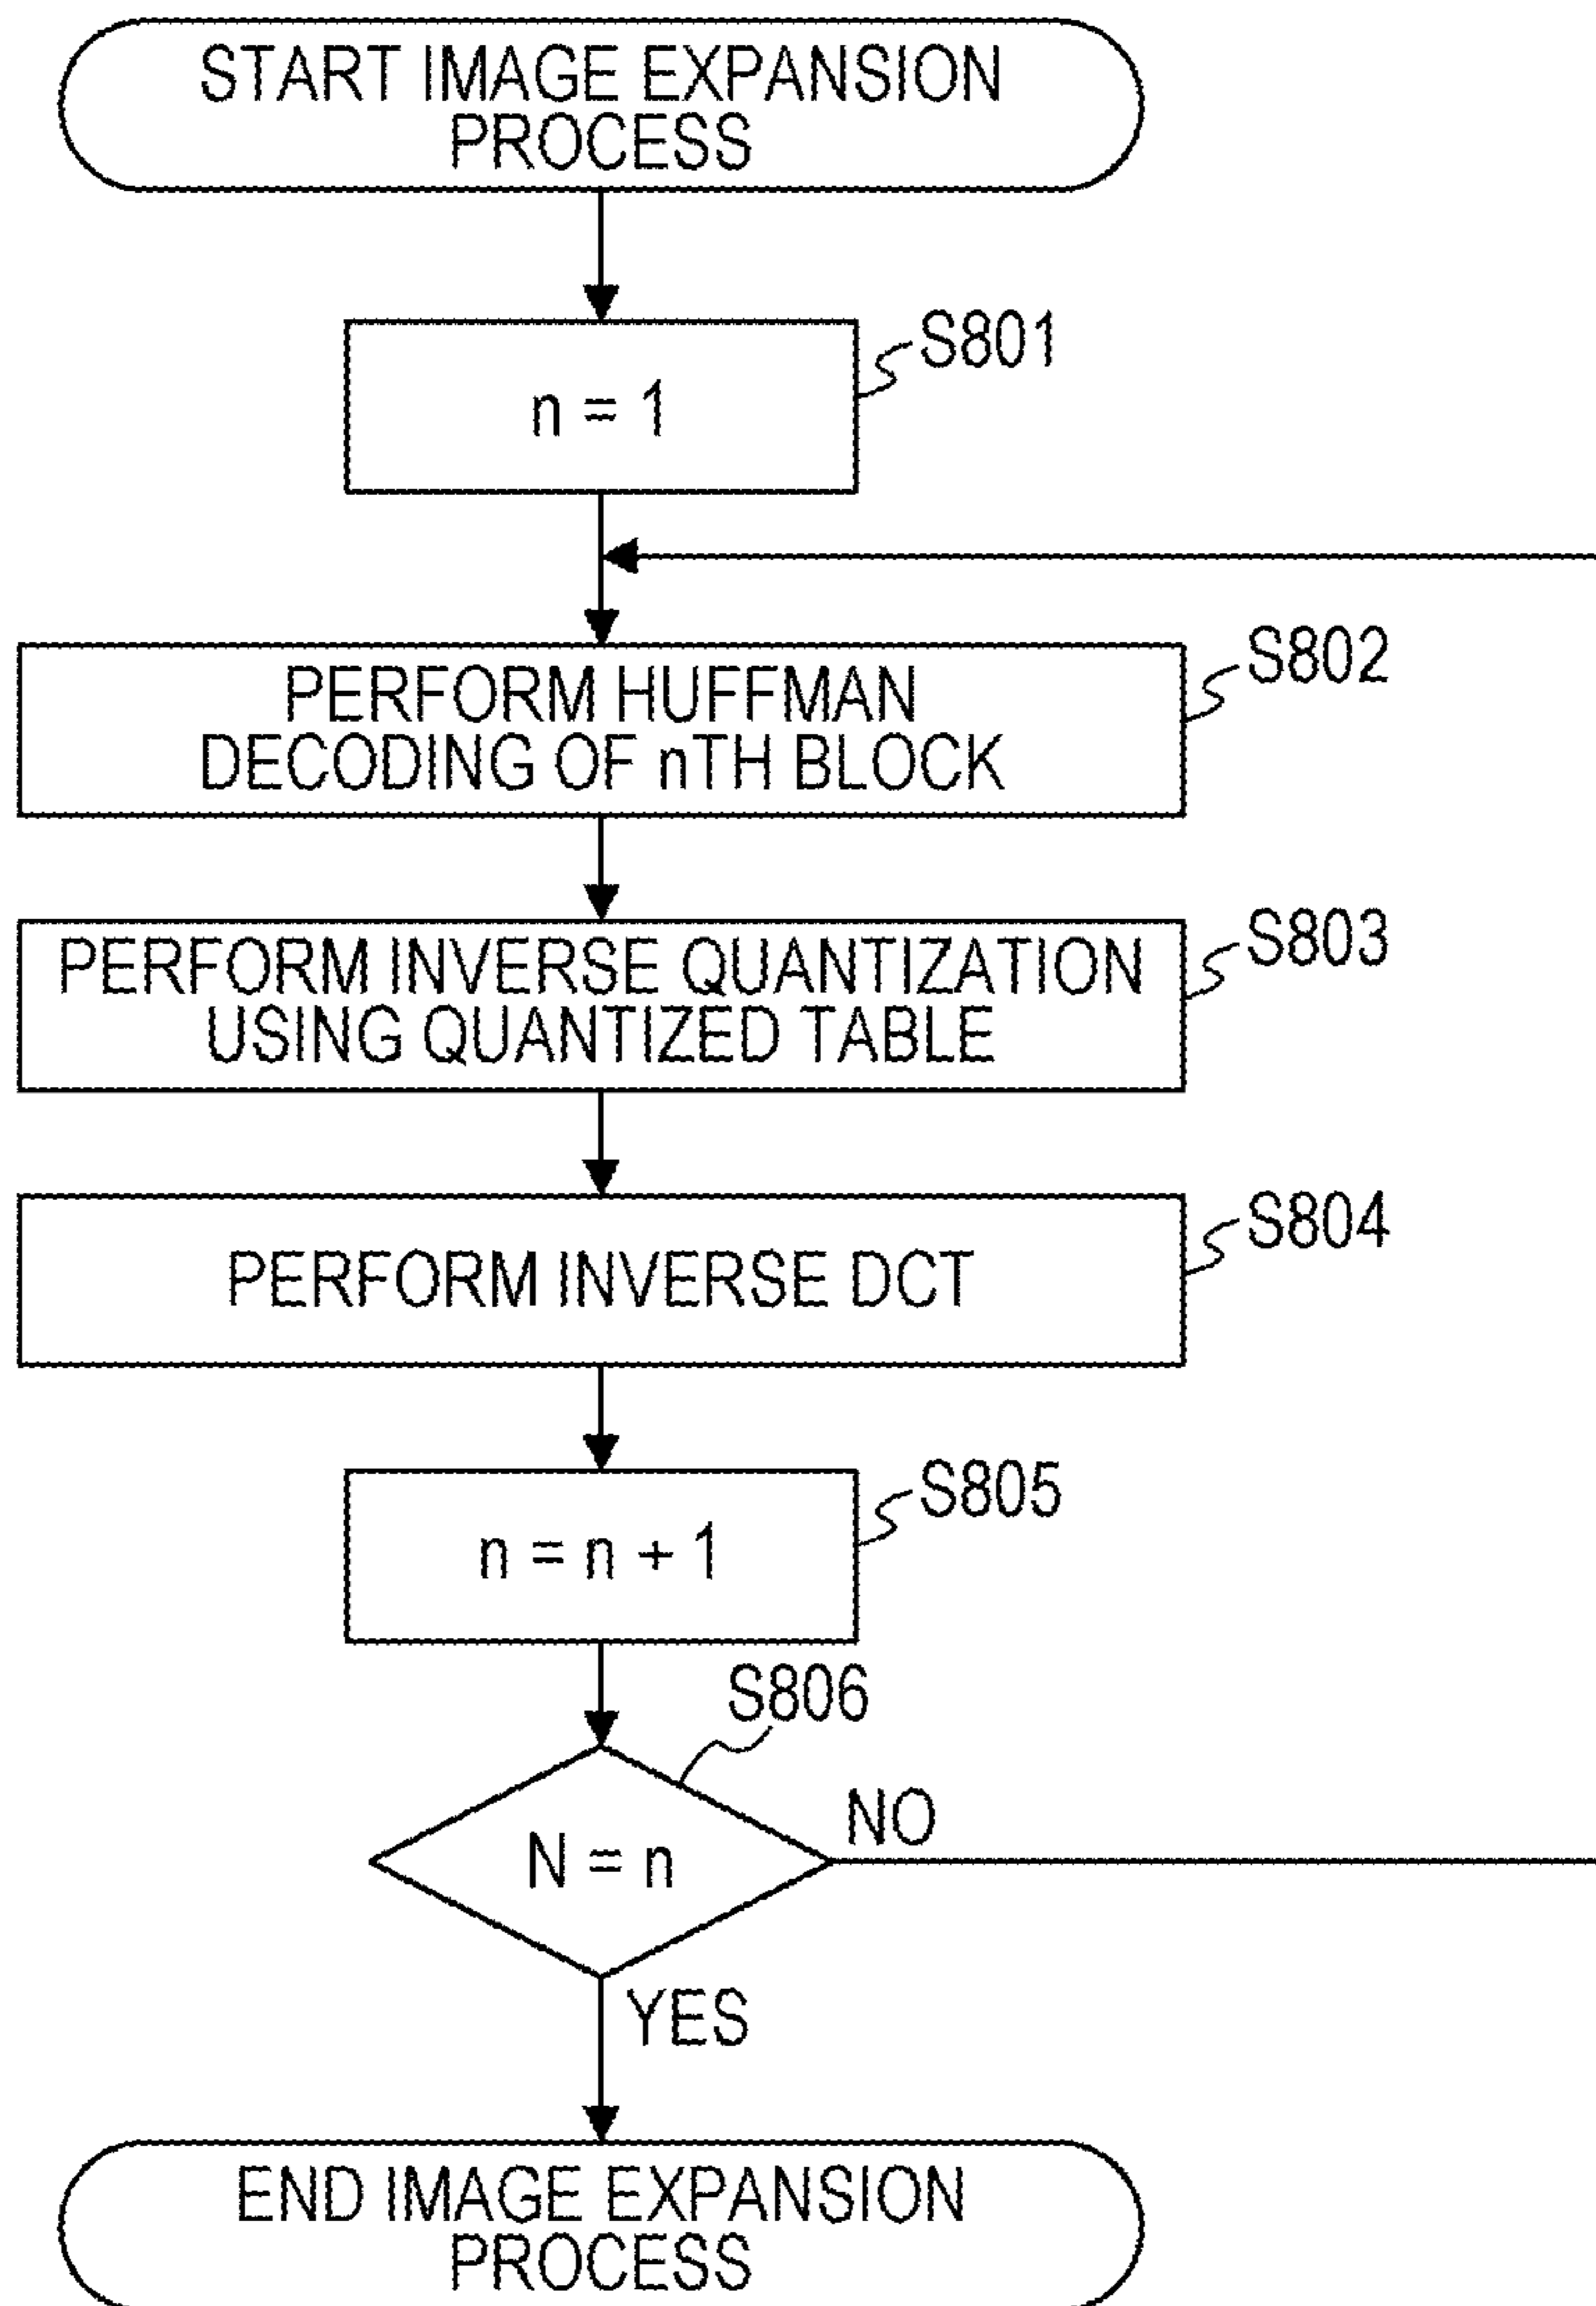 START IMAGE EXPANSION
PROCESS
S801
n = 1
S802
PERFORM HUFFMAN
DECODING OF nTH BLOCK
S803
PERFORM INVERSE QUANTIZATION
USING QUANTIZED TABLE
S804
PERFORM INVERSE DCT
S805
n = n + 1
S806
NO
N = n
YES
END IMAGE EXPANSION
PROCESS